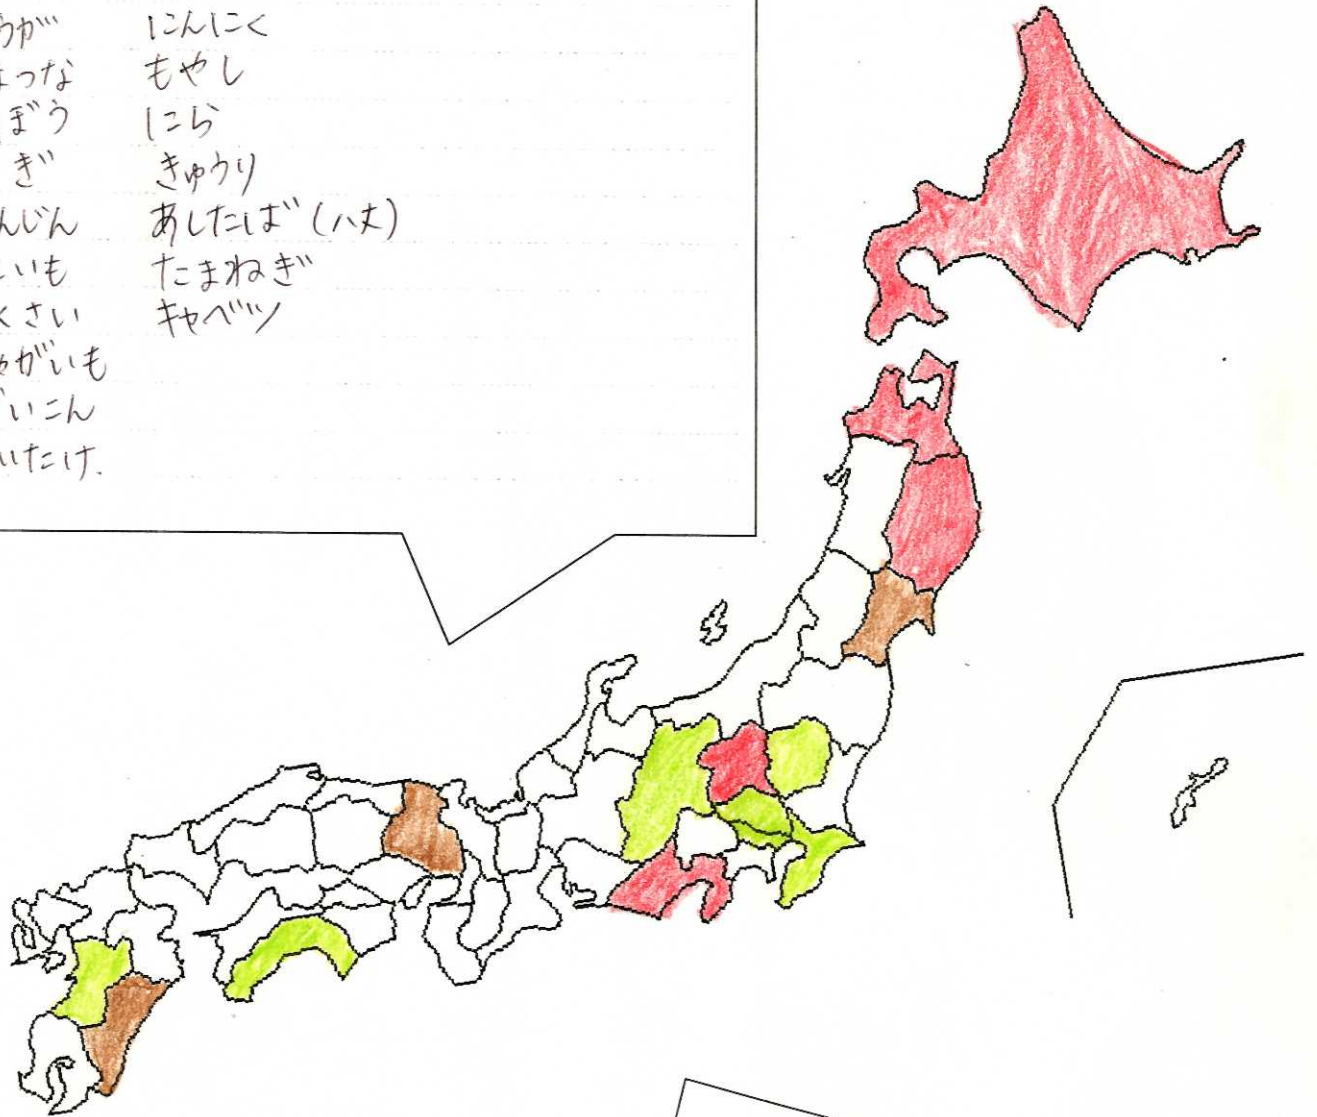 うが にんにく
つな もやし
ぼう にら
ぎ きゅうり
んじん あしたば(八丈)
いも たまねぎ
くさい キャベツ
ゃがいも
いこん
いたけ.